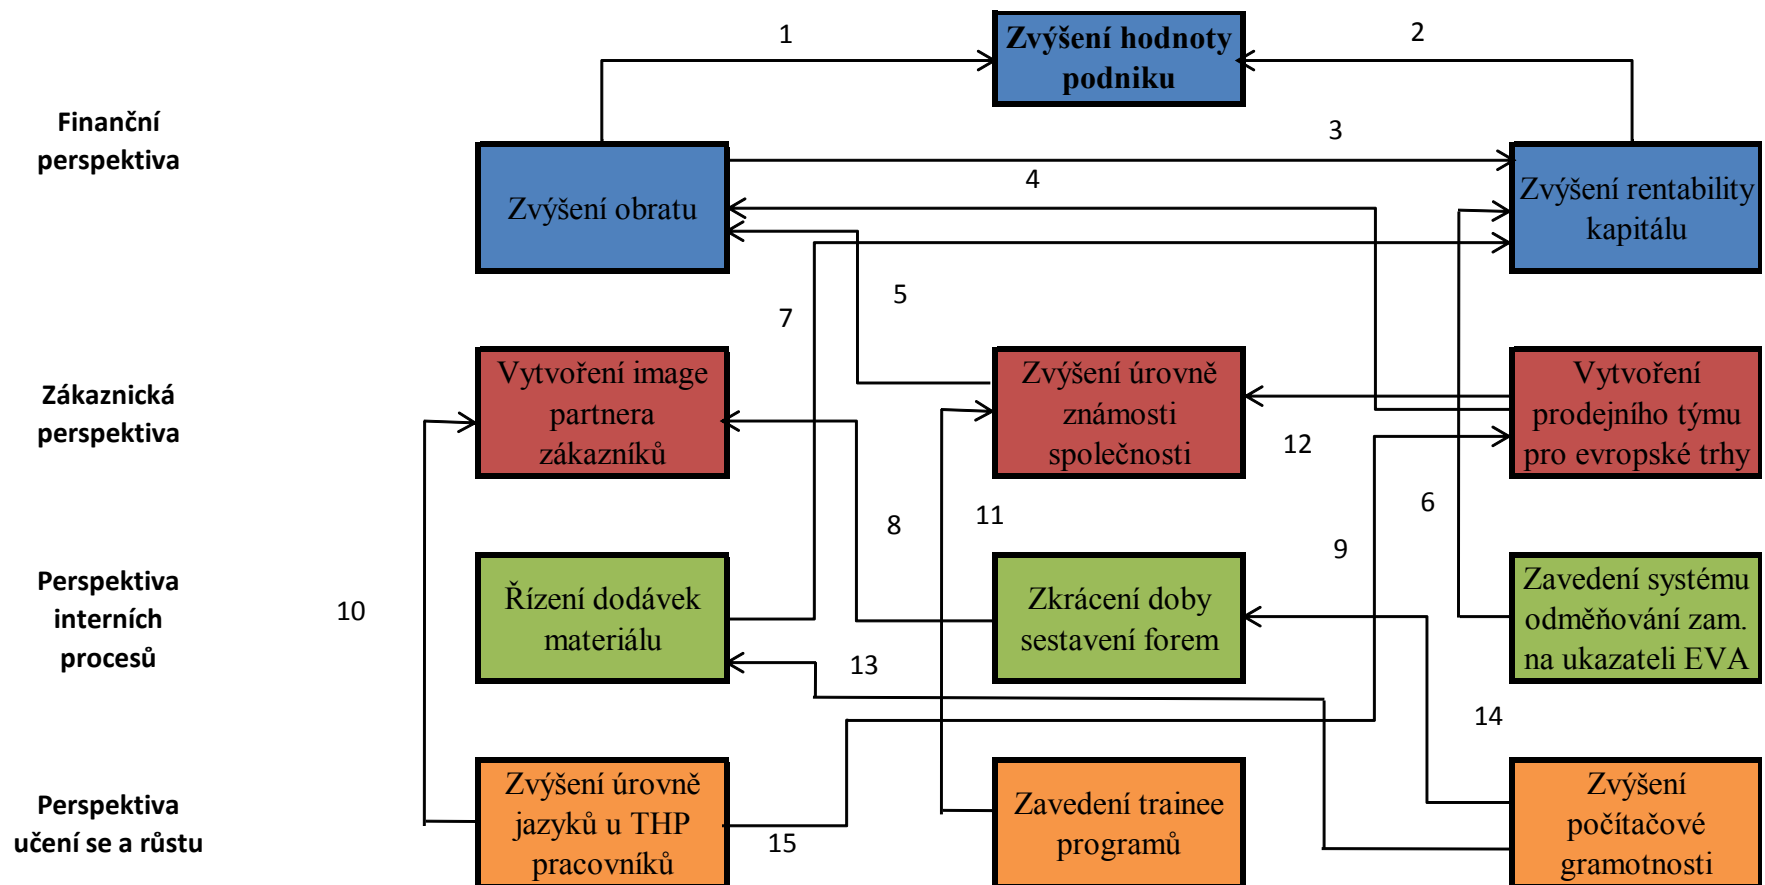 1
Zvýšení hodnoty
podniku
2
Finanční
perspektiva
3
4
Zvýšení obratu
Zvýšení rentability
kapitálu
5
7
Zákaznická
perspektiva
Vytvoření image
partnera
zákazníků
Zvýšení úrovně
známosti
společnosti
Vytvoření
prodejního týmu
pro evropské trhy
12
6
8
11
9
Perspektiva
interních
procesů
10
Řízení dodávek
materiálu
Zkrácení doby
sestavení forem
Zavedení systému
odměňování zam.
na ukazateli EVA
13
14
Perspektiva
učení se a růstu
Zvýšení úrovně
jazyků u THP
pracovníků
15
Zavedení trainee
programů
Zvýšení
počítačové
gramotnosti